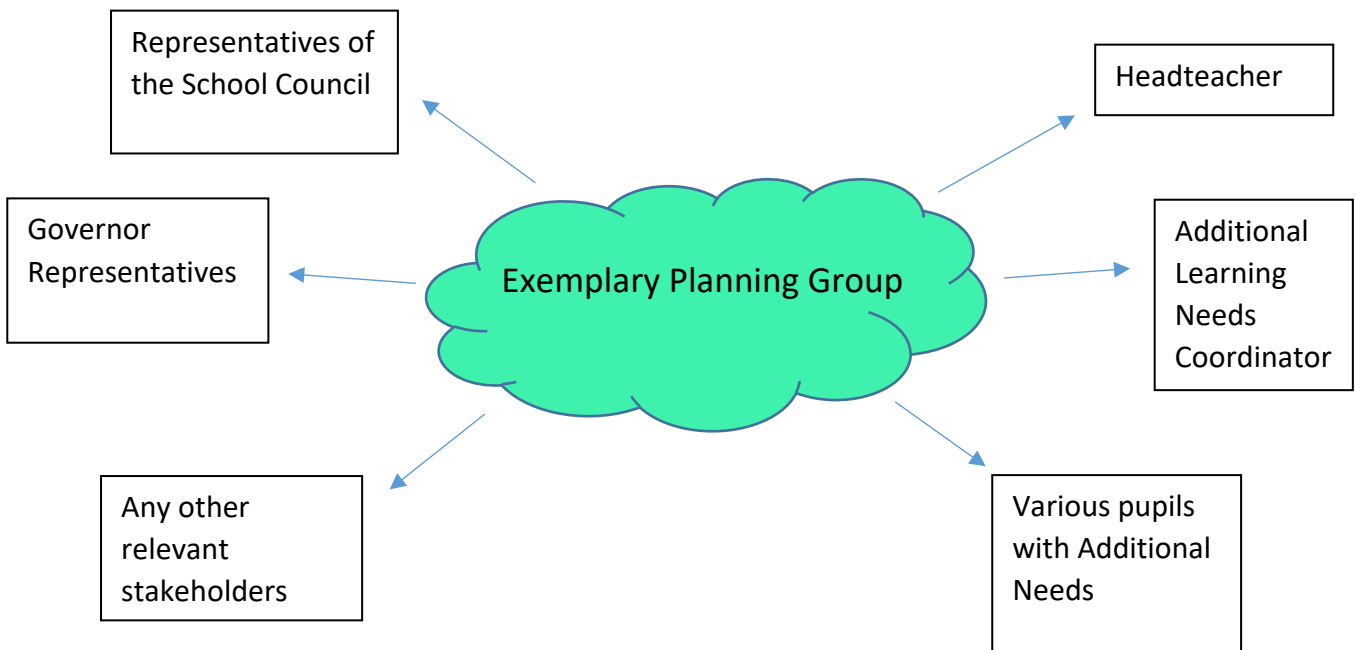 Representatives of
the School Council
Headteacher
Governor
Representatives
Exemplary Planning Group
Additional
Learning
Needs
Coordinator
Any other
relevant
stakeholders
Various pupils
with Additional
Needs